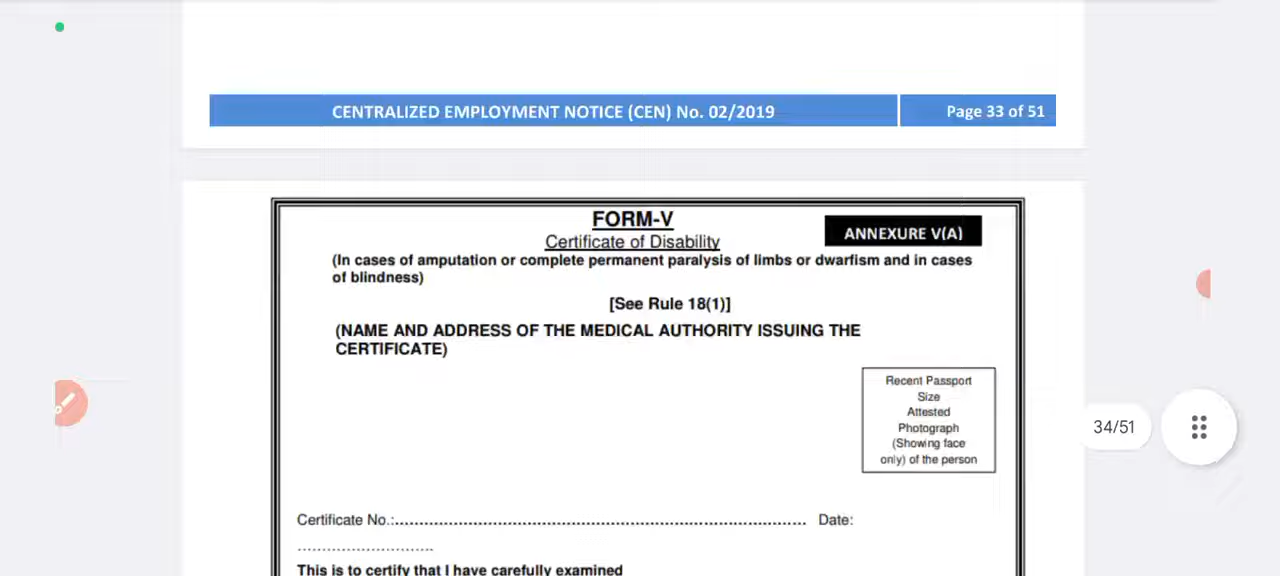 CENTRALIZED EMPLOYMENT NOTICE (CEN) No. 02/2019 Page 33 of 51
FORM-V
ANNEXURE V(A)
Certificate of Disability
(In cases of amputation or complete permanent paralysis of limbs or dwarfism and in cases
of blindness)
[See Rule 18(1)]
(NAME AND ADDRESS OF THE MEDICAL AUTHORITY ISSUING THE
CERTIFICATE)
Recent Passport
Size
Attested
Photograph
(Showing face
only) of the person
34/51
Certificate No.:.................................................................................... Date:
............................
This is to certify that I have carefully examined